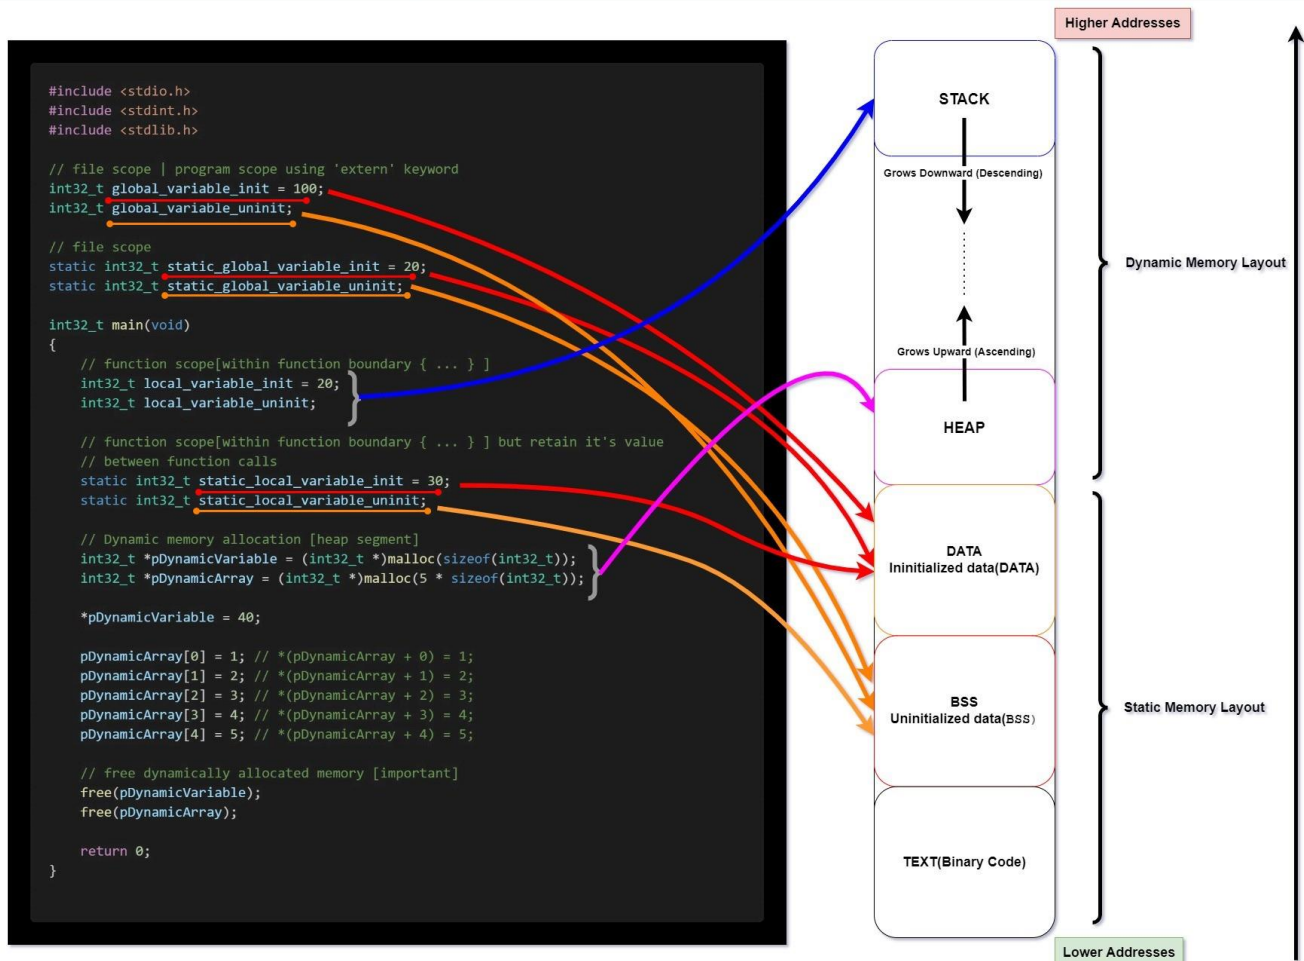 #include <stdio.h>
#include <stdint.h>
#include <stdlib.h>
// file scope | program scope using 'extern' keyword
int32_t global_variable_init = 100;
int32_t global_variable_uninit;
// file scope
static int32_t static_global_variable_init = 20;
static int32_t static_global_variable_uninit;
int32_t main(void)
{
// function scope[within function boundary { ... } ]
int32_t local_variable_init = 20;
int32_t local_variable_uninit;
// function scope[within function boundary { ... } ] but retain it's value
// between function calls
static int32_t static_local_variable_init = 30;
static int32_t static_local_variable_uninit;
// Dynamic memory allocation [heap segment]
int32_t *pDynamicVariable = (int32_t *)malloc(sizeof(int32_t));
int32_t *pDynamicArray = (int32_t *)malloc(5 * sizeof(int32_t));
*pDynamicVariable = 40;
pDynamicArray[0] = 1; // *(pDynamicArray + 0) = 1;
pDynamicArray[1] = 2; // *(pDynamicArray + 1) = 2;
pDynamicArray[2] = 3; // *(pDynamicArray + 2) = 3;
pDynamicArray[3] = 4; // *(pDynamicArray + 3) = 4;
pDynamicArray[4] = 5; // *(pDynamicArray + 4) = 5;
// free dynamically allocated memory [important]
free(pDynamicVariable);
free(pDynamicArray);
return 0;
}
Higher Addresses
STACK
Grows Downward (Descending)
Dynamic Memory Layout
Grows Upward (Ascending)
HEAP
DATA
Ininitialized data(DATA)
BSS
Uninitialized data(BSS)
Static Memory Layout
TEXT(Binary Code)
Lower Addresses